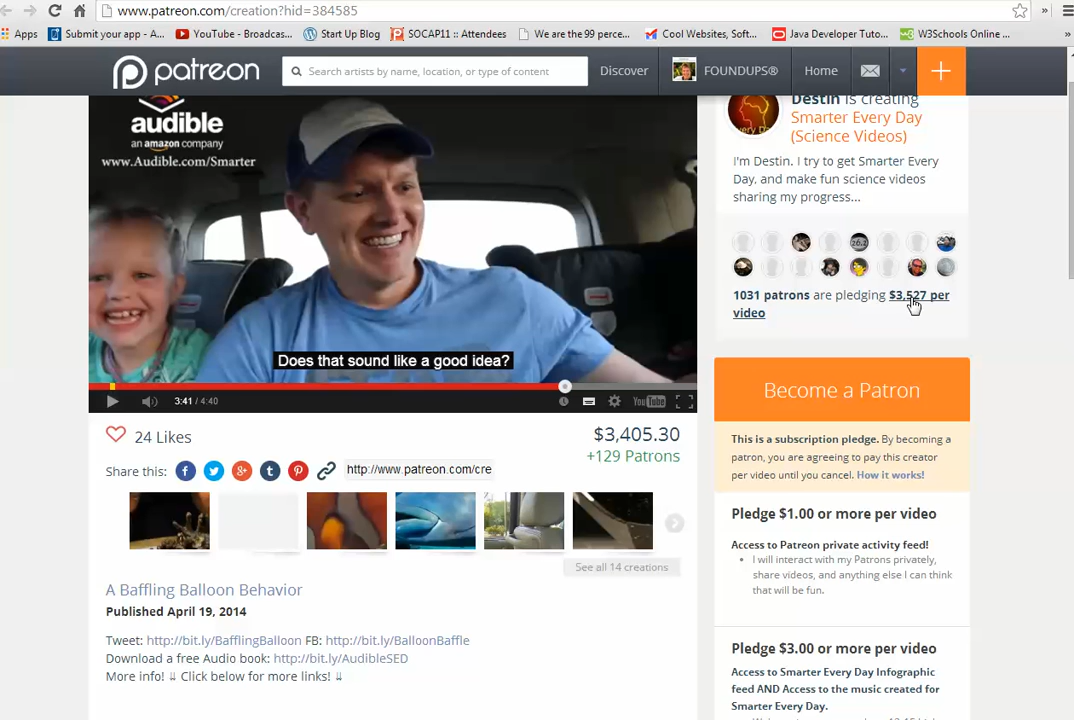 www.patreon.com/creation?hid=384585
»
Apps Submit your app - A... YouTube - Broadcas... Start Up Blog SOCAP11 :: Attendees We are the 99 perce... Cool Websites, Soft... Java Developer Tuto... W3Schools Online ... »
patreon Search artists by name, location, or type of content Discover FOUNDUPS® Home
audible
an amazon company
www.Audible.com/Smarter
Does that sound like a good idea?
3:41 / 4:40 YouTube
24 Likes
$3,405.30
+129 Patrons
Share this: http://www.patreon.com/cre
See all 14 creations
A Baffling Balloon Behavior
Published April 19, 2014
Tweet: http://bit.ly/BafflingBalloon FB: http://bit.ly/BalloonBaffle
Download a free Audio book: http://bit.ly/AudibleSED
More info! ⇓ Click below for more links! ⇓
Destin is creating
Smarter Every Day
(Science Videos)
I'm Destin. I try to get Smarter Every
Day. and make fun science videos
sharing my progress...
26.2
1031 patrons are pledging $3,527 per
video
Become a Patron
This is a subscription pledge. By becoming a
patron, you are agreeing to pay this creator
per video until you cancel. How it works!
Pledge $1.00 or more per video
Access to Patreon private activity feed!
• I will interact with my Patrons privately,
share videos, and anything else I can think
that will be fun.
Pledge $3.00 or more per video
Access to Smarter Every Day Infographic
feed AND Access to the music created for
Smarter Every Day.